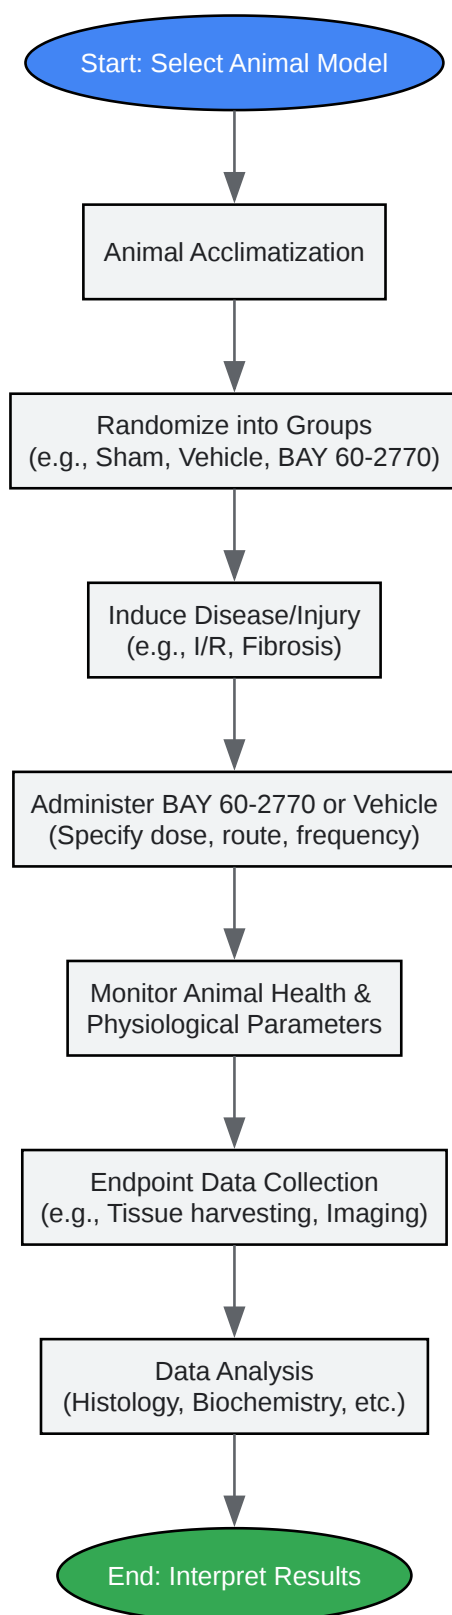 Start: Select Animal Model
Animal Acclimatization
Randomize into Groups
(e.g., Sham, Vehicle, BAY 60-2770)
Induce Disease/Injury
(e.g., I/R, Fibrosis)
Administer BAY 60-2770 or Vehicle
(Specify dose, route, frequency)
Monitor Animal Health &
Physiological Parameters
Endpoint Data Collection
(e.g., Tissue harvesting, Imaging)
Data Analysis
(Histology, Biochemistry, etc.)
End: Interpret Results